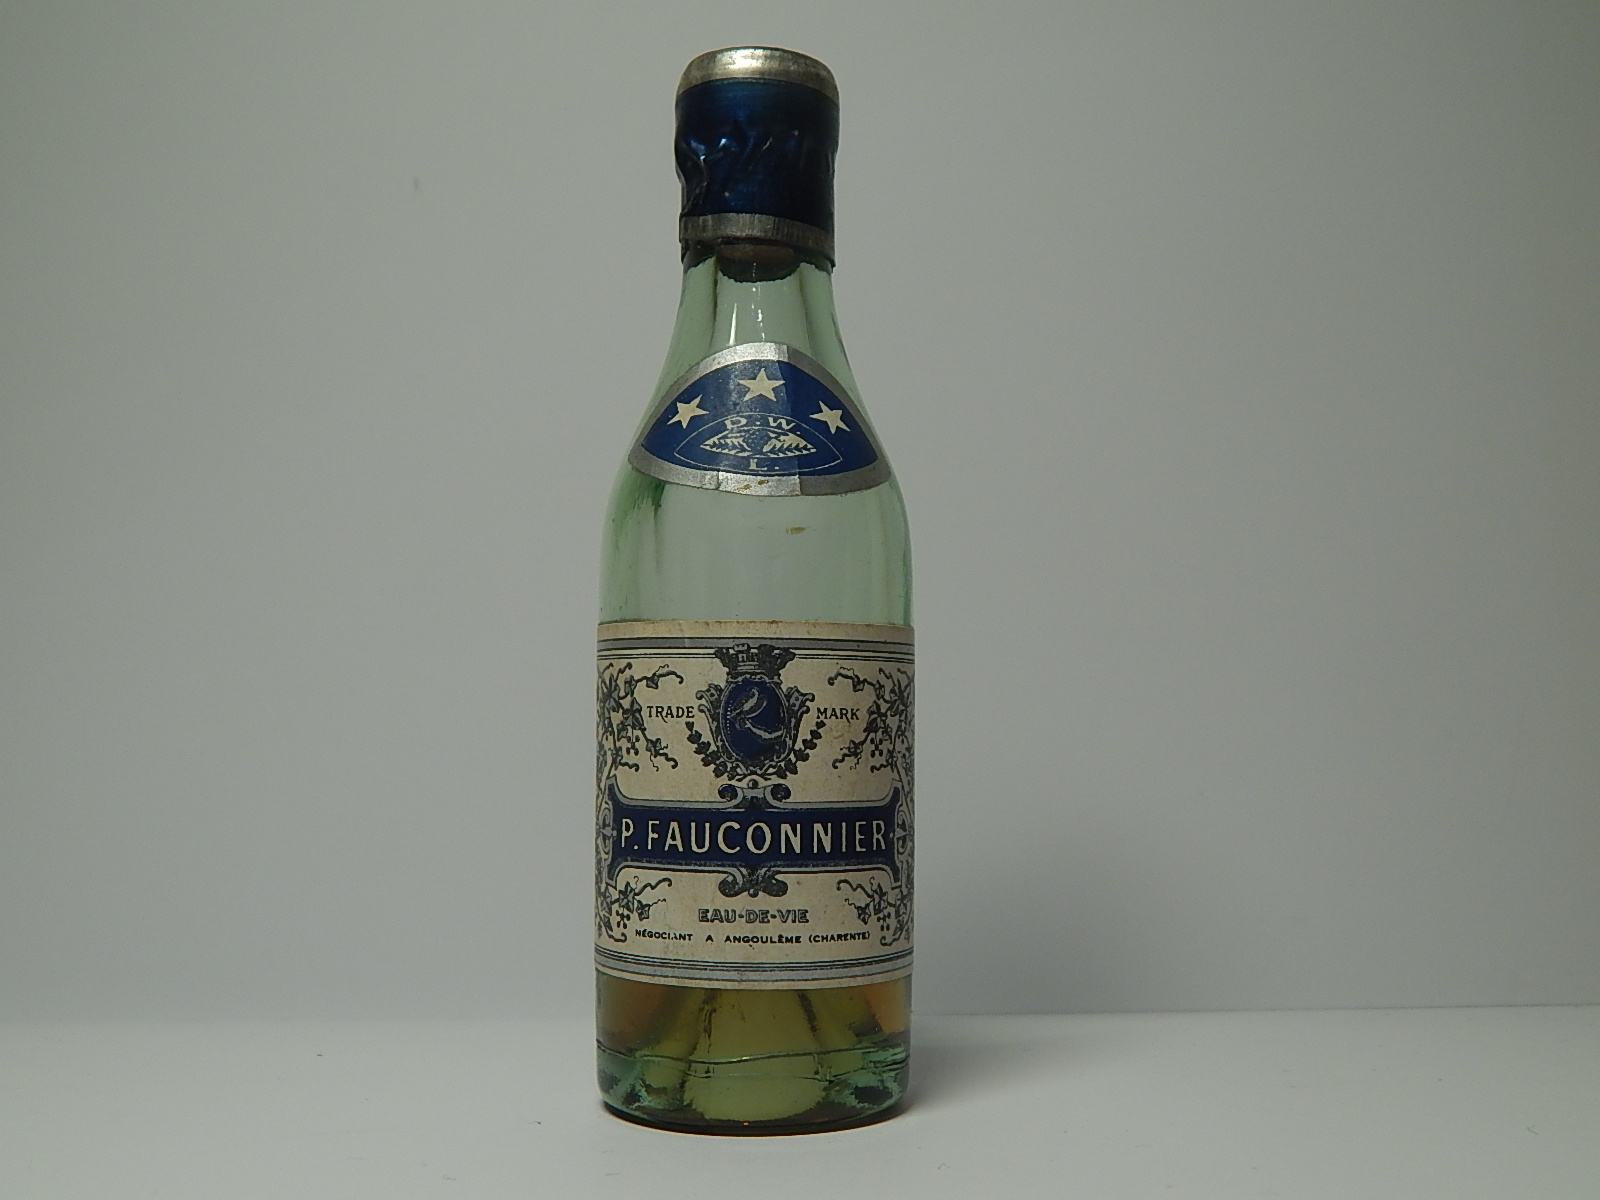 D.W.
L.
TRADE MARK
P. FAUCONNIER
EAU-DE-VIE
NÉGOCIANT A ANGOULÊME (CHARENTE)